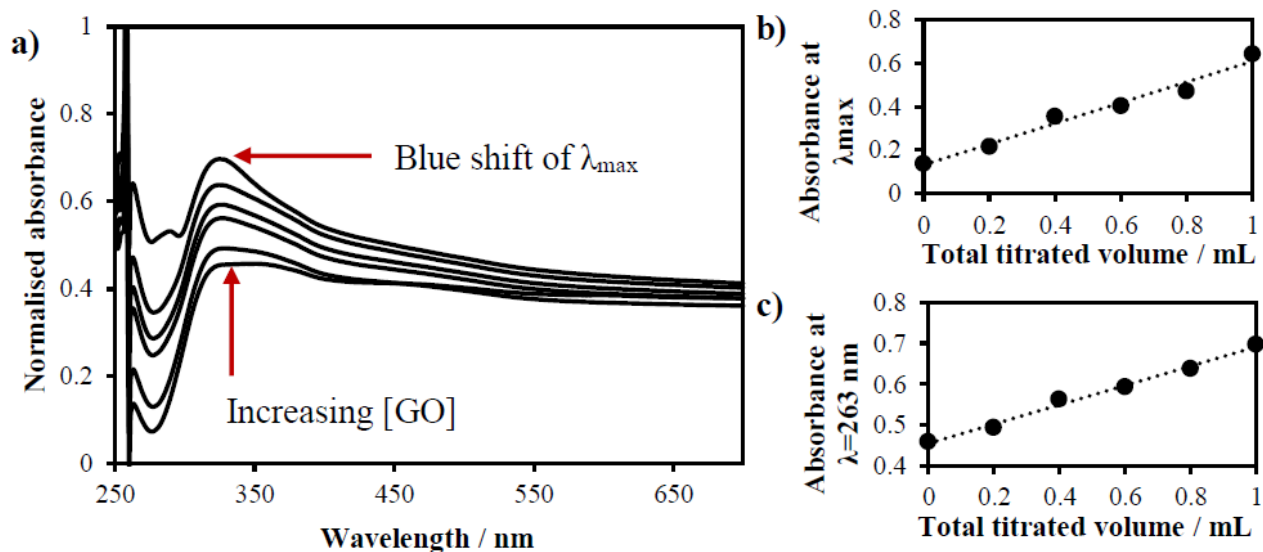 a)
Normalised absorbance
1
0.8
0.6
0.4
0.2
0
250
350
450
550
650
Wavelength / nm
Blue shift of λmax
Increasing [GO]
b)
Absorbance at
λmax
0.8
0.6
0.4
0.2
0
0 0.2 0.4 0.6 0.8 1
Total titrated volume / mL
c)
Absorbance at
λ=263 nm
0.8
0.7
0.6
0.5
0.4
0 0.2 0.4 0.6 0.8 1
Total titrated volume / mL